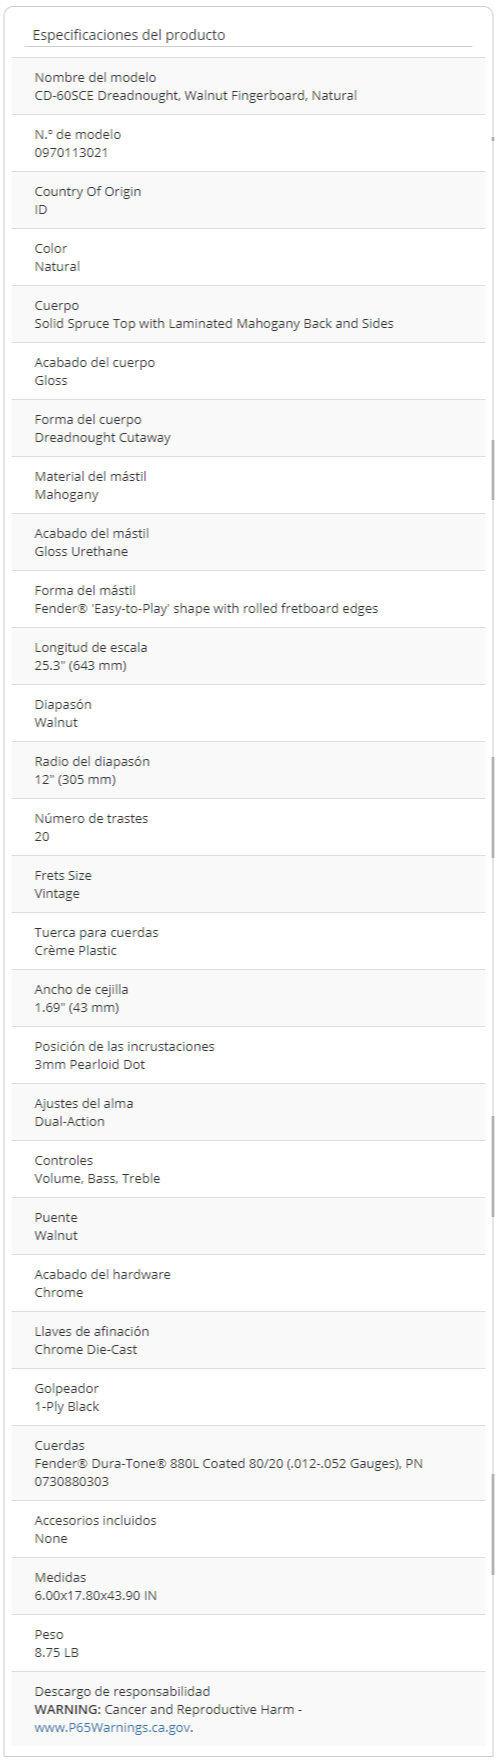 Especificaciones del producto
Nombre del modelo
CD-60SCE Dreadnought, Walnut Fingerboard, Natural
N.º de modelo
0970113021
Country Of Origin
ID
Color
Natural
Cuerpo
Solid Spruce Top with Laminated Mahogany Back and Sides
Acabado del cuerpo
Gloss
Forma del cuerpo
Dreadnought Cutaway
Material del mástil
Mahogany
Acabado del mástil
Gloss Urethane
Forma del mástil
Fender® 'Easy-to-Play' shape with rolled fretboard edges
Longitud de escala
25.3" (643 mm)
Diapasón
Walnut
Radio del diapasón
12" (305 mm)
Número de trastes
20
Frets Size
Vintage
Tuerca para cuerdas
Crème Plastic
Ancho de cejilla
1.69" (43 mm)
Posición de las incrustaciones
3mm Pearloid Dot
Ajustes del alma
Dual-Action
Controles
Volume, Bass, Treble
Puente
Walnut
Acabado del hardware
Chrome
Llaves de afinación
Chrome Die-Cast
Golpeador
1-Ply Black
Cuerdas
Fender® Dura-Tone® 880L Coated 80/20 (.012-.052 Gauges), PN
0730880303
Accesorios incluidos
None
Medidas
6.00x17.80x43.90 IN
Peso
8.75 LB
Descargo de responsabilidad
WARNING: Cancer and Reproductive Harm -
www.P65Warnings.ca.gov.